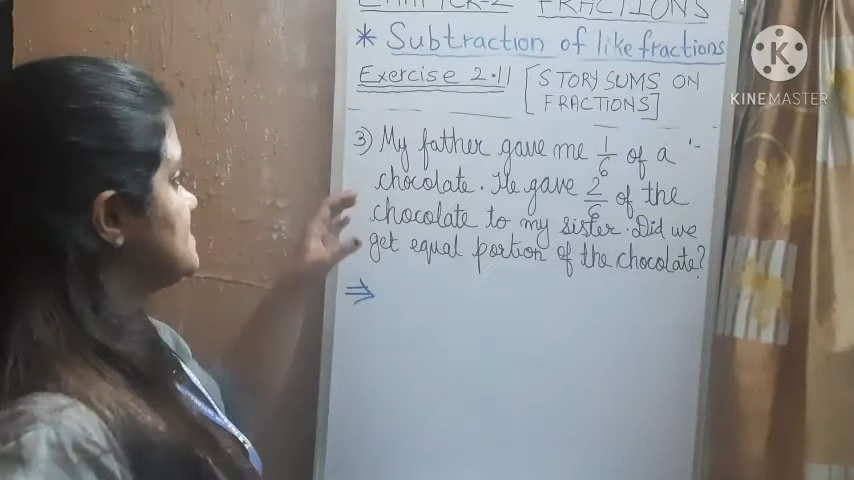 CHAPTER-2 FRACTIONS
* Subtraction of like fractions
Exercise 2.11 [STORY SUMS ON
FRACTIONS]
3) My father gave me 1/6 of a
chocolate. He gave 2/6 of the
chocolate to my sister. Did we
get equal portion of the chocolate?
⇒
KINEMASTER